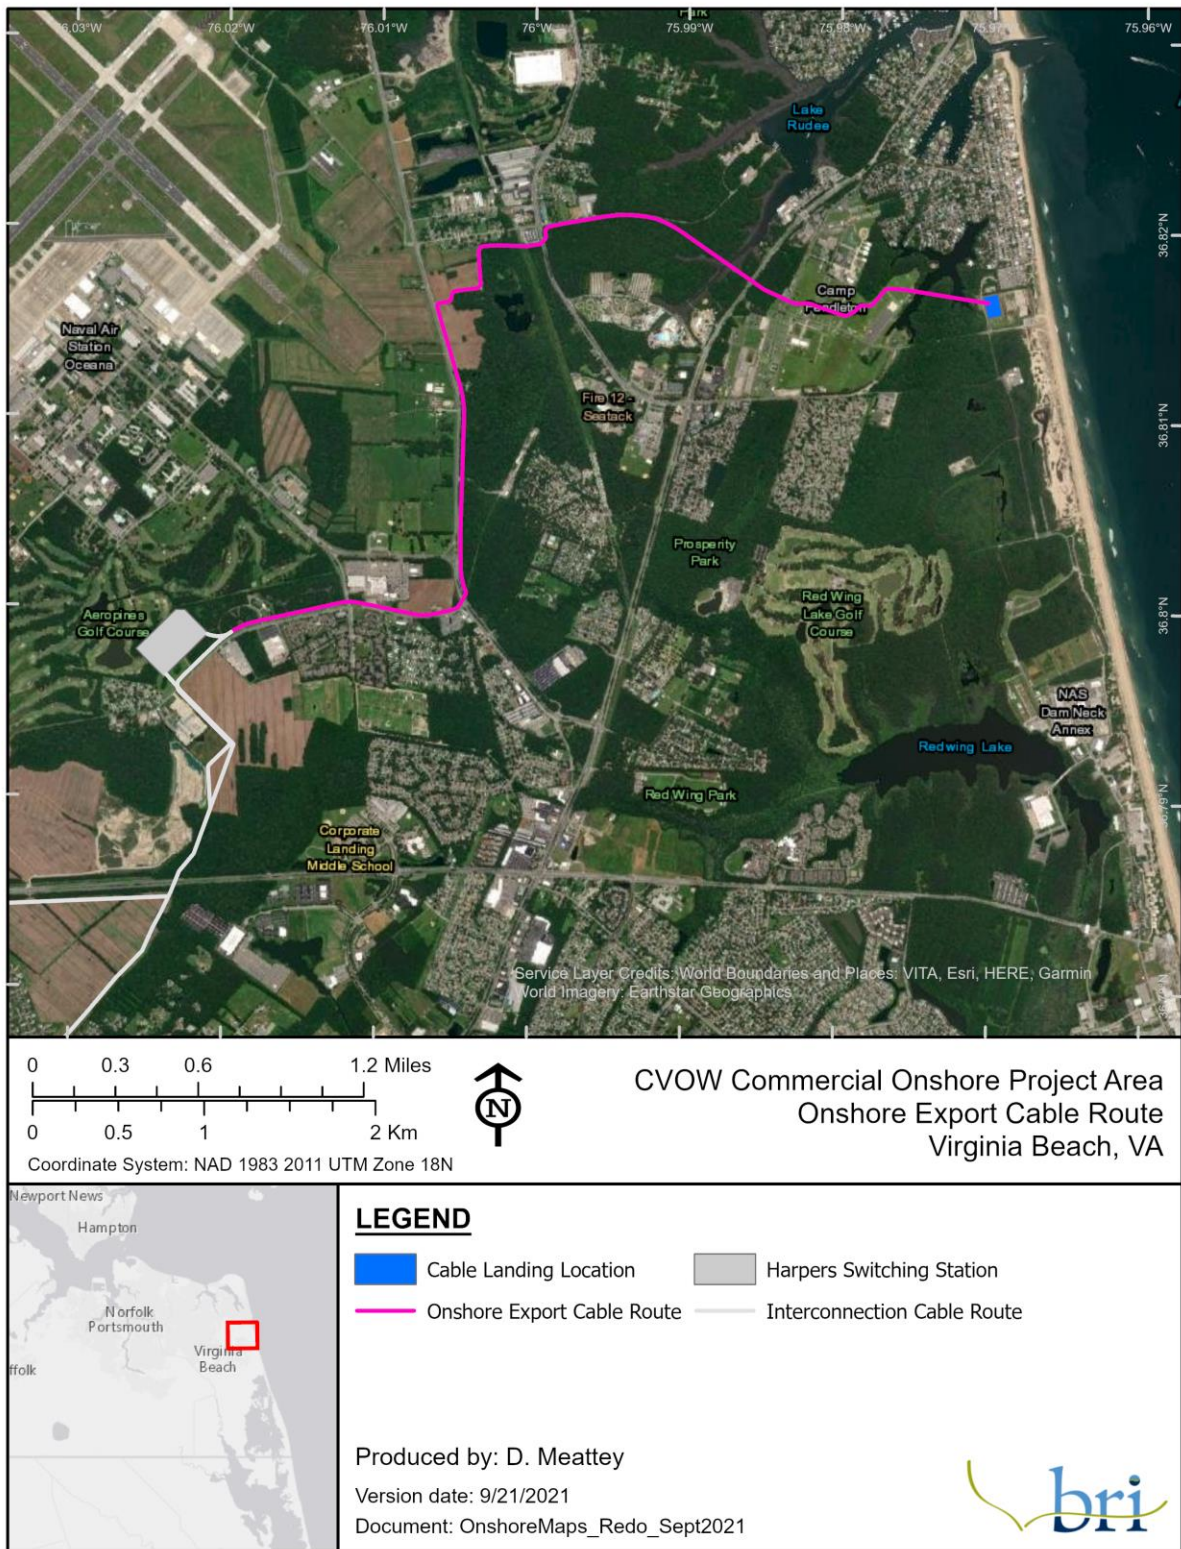 76.03°W 76.02°W 76.01°W 76°W 75.99°W 75.98°W 75.97°W 75.96°W
Park
Lake
Rudee
36.82°N
Camp
Pendleton
Naval Air
Station
Oceana
Fire 12 -
Seatack
36.81°N
Prosperity
Park
Aeropines
Golf Course
Red Wing
Lake Golf
Course
36.8°N
NAS
Dam Neck
Annex
Redwing Lake
Red Wing Park
36.79°N
Corporate
Landing
Middle School
Service Layer Credits: World Boundaries and Places: VITA, Esri, HERE, Garmin
World Imagery: Earthstar Geographics
0 0.3 0.6 1.2 Miles
0 0.5 1 2 Km
Coordinate System: NAD 1983 2011 UTM Zone 18N
N
CVOW Commercial Onshore Project Area
Onshore Export Cable Route
Virginia Beach, VA
Newport News
Hampton
Norfolk
Portsmouth
Virginia
Beach
ffolk
LEGEND
Cable Landing Location
Harpers Switching Station
Onshore Export Cable Route
Interconnection Cable Route
Produced by: D. Meattey
Version date: 9/21/2021
Document: OnshoreMaps_Redo_Sept2021
bri